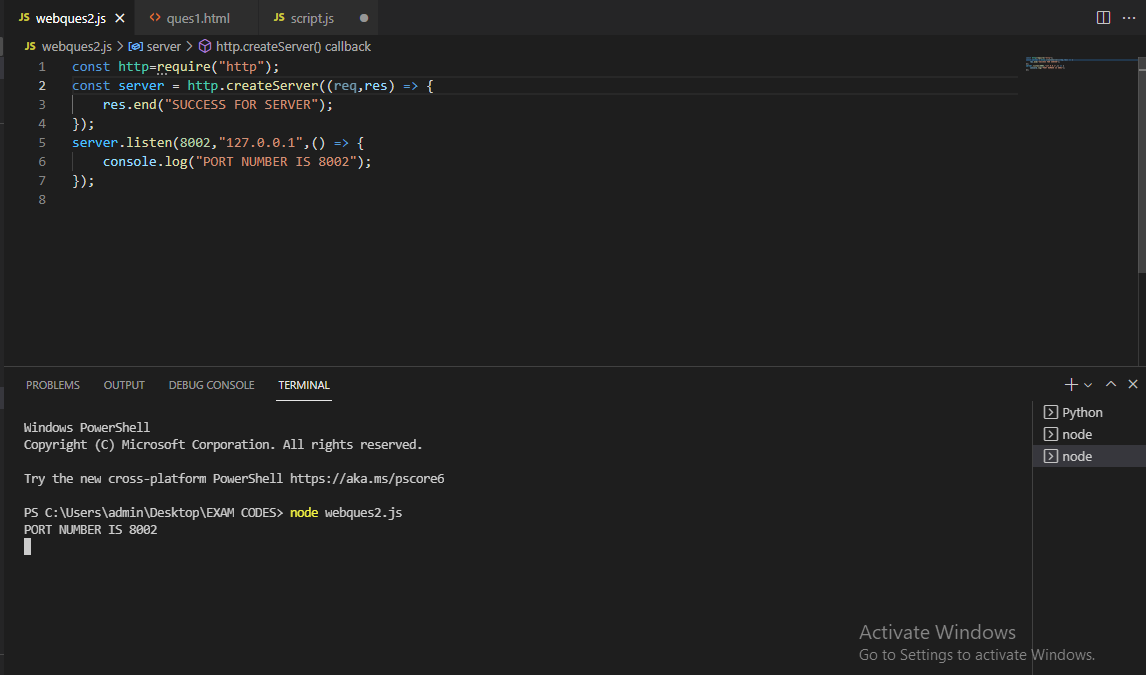 JS webques2.js × <> ques1.html JS script.js
JS webques2.js > server > http.createServer() callback
1 const http=require("http");
2 const server = http.createServer((req,res) => {
3 res.end("SUCCESS FOR SERVER");
4 });
5 server.listen(8002,"127.0.0.1",() => {
6 console.log("PORT NUMBER IS 8002");
7 });
8
PROBLEMS OUTPUT DEBUG CONSOLE TERMINAL
Python
node
node
Windows PowerShell
Copyright (C) Microsoft Corporation. All rights reserved.
Try the new cross-platform PowerShell https://aka.ms/pscore6
PS C:\Users\admin\Desktop\EXAM CODES> node webques2.js
PORT NUMBER IS 8002
Activate Windows
Go to Settings to activate Windows.